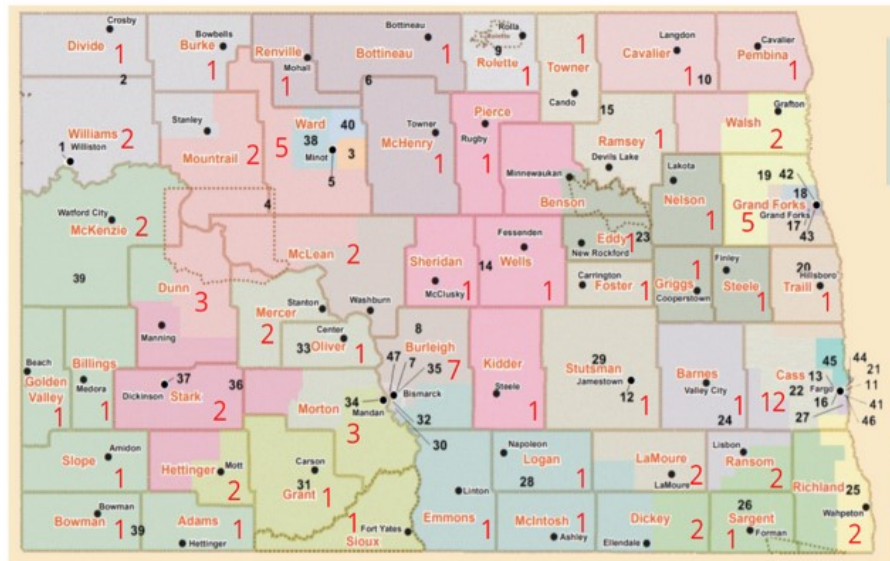 Crosby
Divide 1
2
Bowbells
Burke 1
Renville
Mohall
1
Bottineau
Bottineau 1
6
Rolla
Rolette
9
Rolette 1
1
Towner
Cando
Langdon
Cavalier
1 10
Cavalier
Pembina
1
Williams 2
1 Williston
Stanley
Mountrail 2
Ward
5
38
40
3
Minot
5
Towner
McHenry
1
Pierce
Rugby
1
15
Ramsey
Devils Lake
1
Grafton
Walsh
2
Minnewaukan
Benson
Lakota
Nelson
1
19 42
18
Grand Forks
Grand Forks
17
5
43
Watford City
McKenzie 2
39
4
McLean 2
Washburn
Sheridan
McClusky
1
Fessenden
14 Wells
1
Eddy 1 23
New Rockford
Carrington
Foster 1
1
Griggs
Cooperstown
Finley
Steele 1
20
Hillsboro
Traill 1
Dunn
3
Manning
Stanton
Mercer
2
Center
33 Oliver 1
Beach
Golden
Valley
1
Billings
Medora
1
37
Dickinson
36
Stark
2
8
Burleigh
47 7
35
7
Bismarck
34
Mandan
32
30
Morton
3
Kidder
Steele
1
29
Stutsman
Jamestown
12 1
Barnes
Valley City
1
24
Cass
12
45
44
21
13
22 Fargo
11
16
41
27
46
Amidon
Slope
1
Hettinger
Mott
2
Carson
31
Grant
1
Napoleon
Logan
28 1
LaMoure
LaMoure
2
Lisbon
Ransom
2
Richland
25
Wahpeton
2
Bowman
Bowman
1 39
Adams 1
Hettinger
1
Sioux
Fort Yates
Linton
Emmons 1
McIntosh 1
Ashley
Dickey
Ellendale
2
26
Sargent
1 Forman